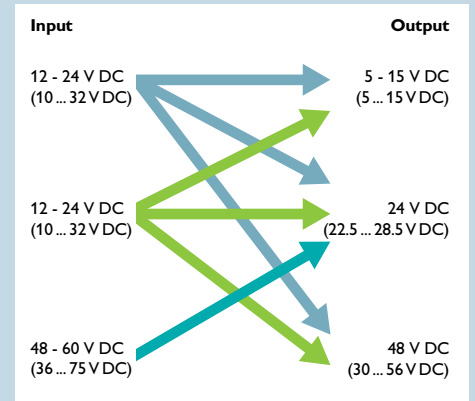 Input Output
12 - 24 V DC 5 - 15 V DC
(10 ... 32 V DC) (5 ... 15 V DC)
12 - 24 V DC 24 V DC
(10 ... 32 V DC) (22.5 ... 28.5 V DC)
48 - 60 V DC 48 V DC
(36 ... 75 V DC) (30 ... 56 V DC)